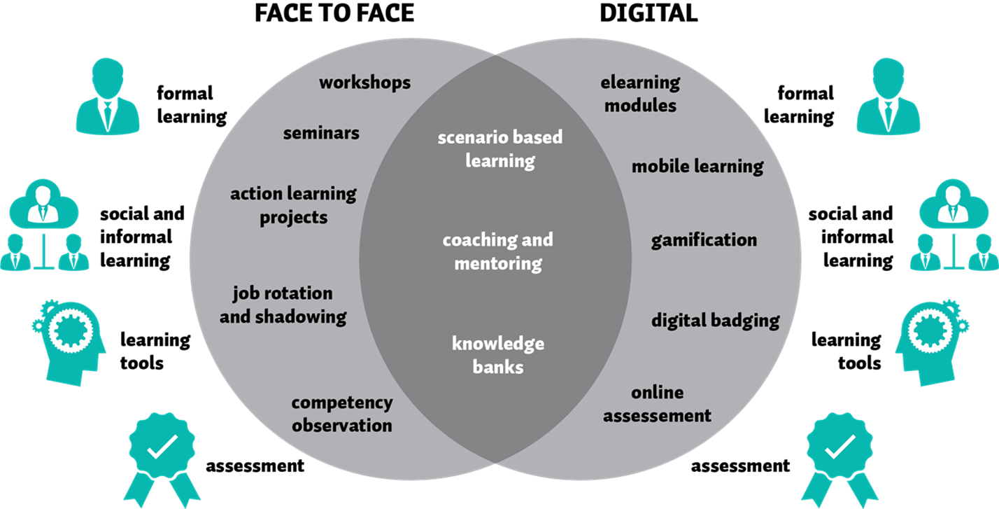 FACE TO FACE
DIGITAL
formal
learning
social and
informal
learning
learning
tools
assessment
workshops
seminars
action learning
projects
job rotation
and shadowing
competency
observation
scenario based
learning
coaching and
mentoring
knowledge
banks
elearning
modules
mobile learning
gamification
digital badging
online
assessement
formal
learning
social and
informal
learning
learning
tools
assessment